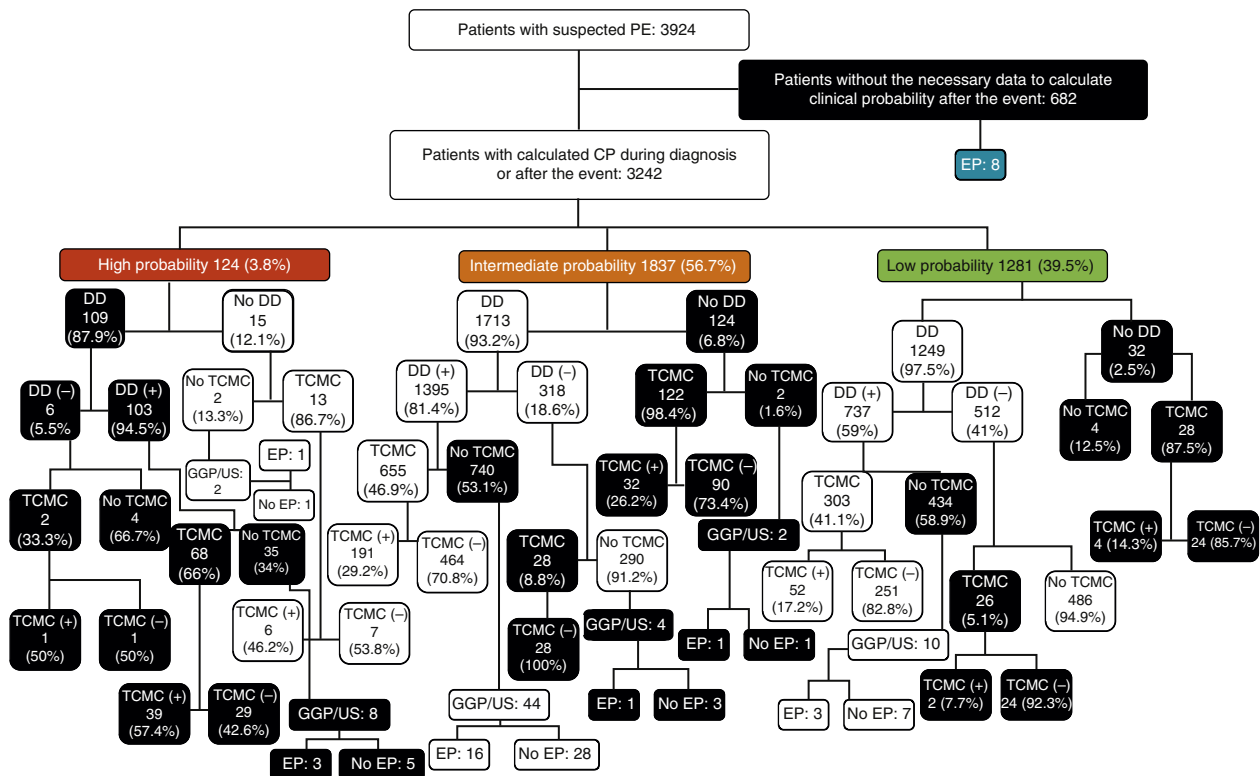 Patients with suspected PE: 3924
Patients without the necessary data to calculate
clinical probability after the event: 682
EP: 8
Patients with calculated CP during diagnosis
or after the event: 3242
High probability 124 (3.8%)
DD
109
(87.9%)
No DD
15
(12.1%)
DD (–)
6
(5.5%
DD (+)
103
(94.5%)
No TCMC
2
(13.3%)
TCMC
13
(86.7%)
GGP/US:
2
EP: 1
No EP: 1
TCMC
2
(33.3%)
No TCMC
4
(66.7%)
TCMC
68
(66%)
No TCMC
35
(34%)
TCMC (+)
1
(50%)
TCMC (–)
1
(50%)
TCMC (+)
6
(46.2%)
TCMC (–)
7
(53.8%)
TCMC (+)
39
(57.4%)
TCMC (–)
29
(42.6%)
GGP/US: 8
EP: 3
No EP: 5
Intermediate probability 1837 (56.7%)
DD
1713
(93.2%)
No DD
124
(6.8%)
DD (+)
1395
(81.4%)
DD (–)
318
(18.6%)
TCMC
122
(98.4%)
No TCMC
2
(1.6%)
TCMC
655
(46.9%)
No TCMC
740
(53.1%)
TCMC (+)
32
(26.2%)
TCMC (–)
90
(73.4%)
TCMC (+)
191
(29.2%)
TCMC (–)
464
(70.8%)
TCMC
28
(8.8%)
No TCMC
290
(91.2%)
GGP/US: 2
EP: 1
No EP: 1
TCMC (–)
28
(100%)
GGP/US: 4
EP: 1
No EP: 3
GGP/US: 44
EP: 16
No EP: 28
Low probability 1281 (39.5%)
DD
1249
(97.5%)
No DD
32
(2.5%)
DD (+)
737
(59%)
DD (–)
512
(41%)
No TCMC
4
(12.5%)
TCMC
28
(87.5%)
TCMC
303
(41.1%)
No TCMC
434
(58.9%)
TCMC (+)
4 (14.3%)
TCMC (–)
24 (85.7%)
TCMC (+)
52
(17.2%)
TCMC (–)
251
(82.8%)
TCMC
26
(5.1%)
No TCMC
486
(94.9%)
GGP/US: 10
EP: 3
No EP: 7
TCMC (+)
2 (7.7%)
TCMC (–)
24 (92.3%)